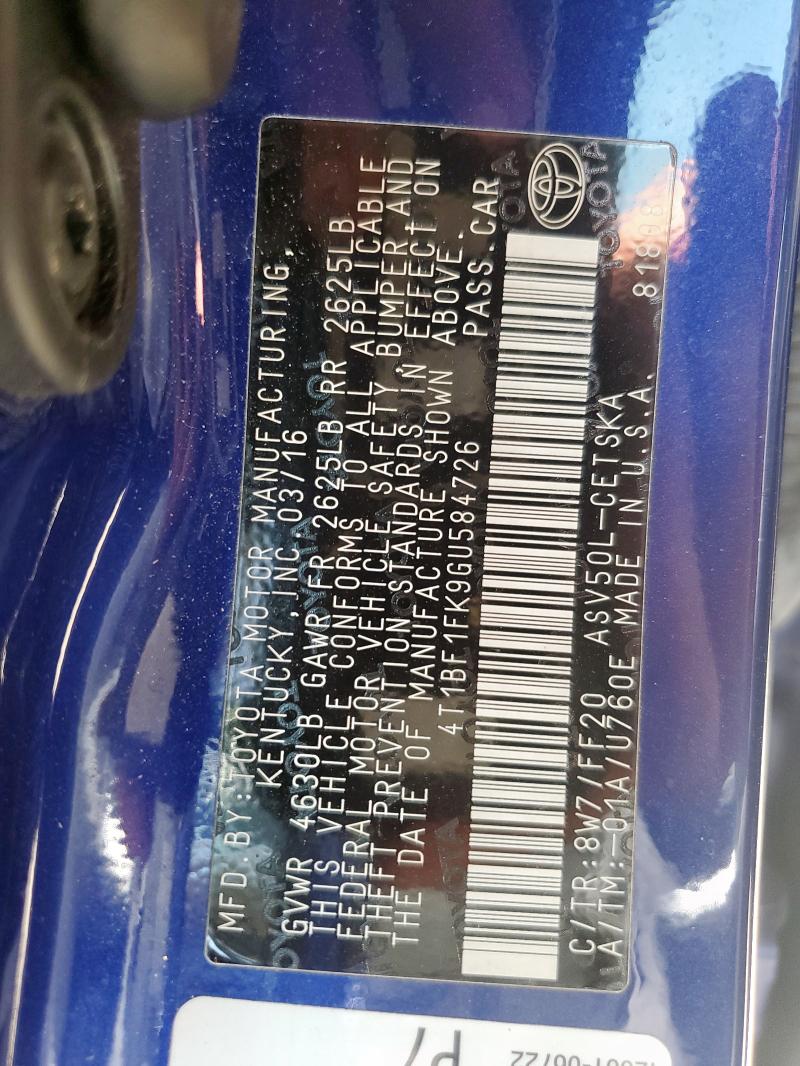 MFD.BY:TOYOTA MOTOR MANUFACTURING,
KENTUCKY,INC. 03/16
GVWR 4630LB GAWR FR 2625LB RR 2625LB
THIS VEHICLE CONFORMS TO ALL APPLICABLE
FEDERAL MOTOR VEHICLE SAFETY, BUMPER AND
THEFT PREVENTION STANDARDS IN EFFECT ON
THE DATE OF MANUFACTURE SHOWN ABOVE.
4T1BF1FK9GU584726 PASS.CAR
C/TR:8W7/FF20 ASV50L-CETSKA
A/TM:-01A/U760E MADE IN U.S.A. 81808
TOYOTA